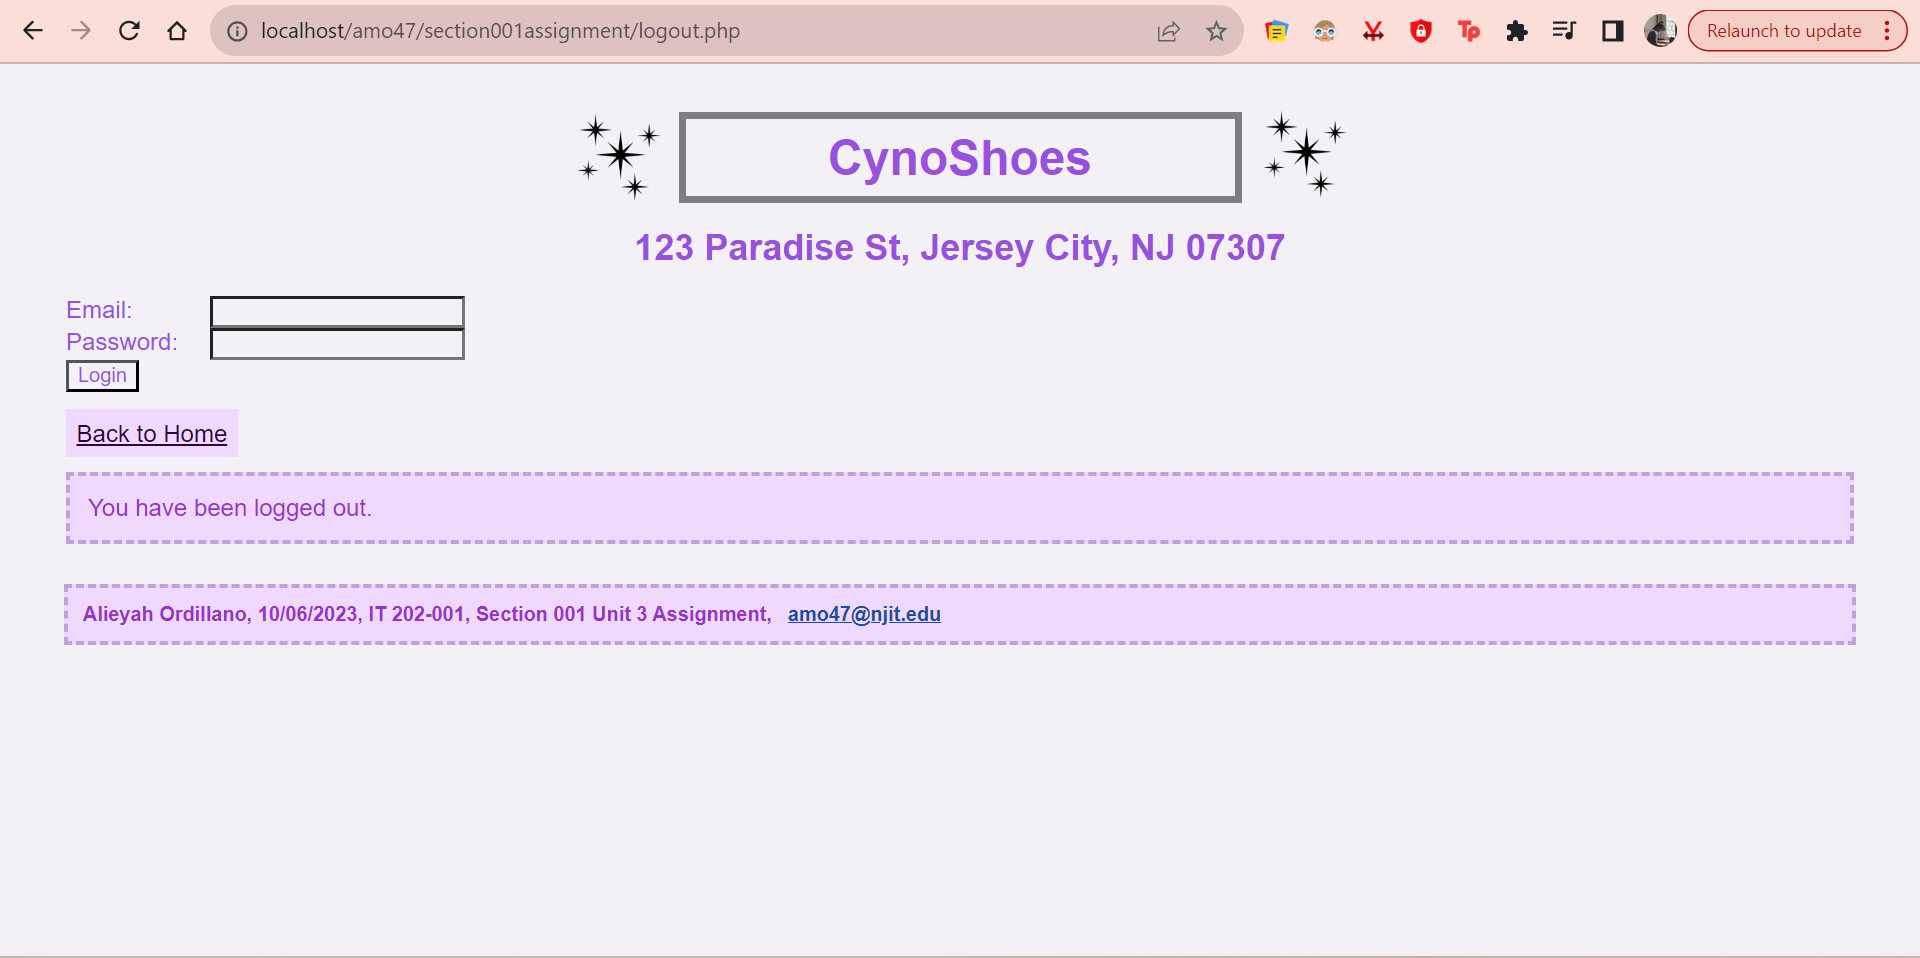 localhost/amo47/section001assignment/logout.php
Tp
Relaunch to update
CynoShoes
123 Paradise St, Jersey City, NJ 07307
Email:
Password:
Login
Back to Home
You have been logged out.
Alieyah Ordillano, 10/06/2023, IT 202-001, Section 001 Unit 3 Assignment, amo47@njit.edu